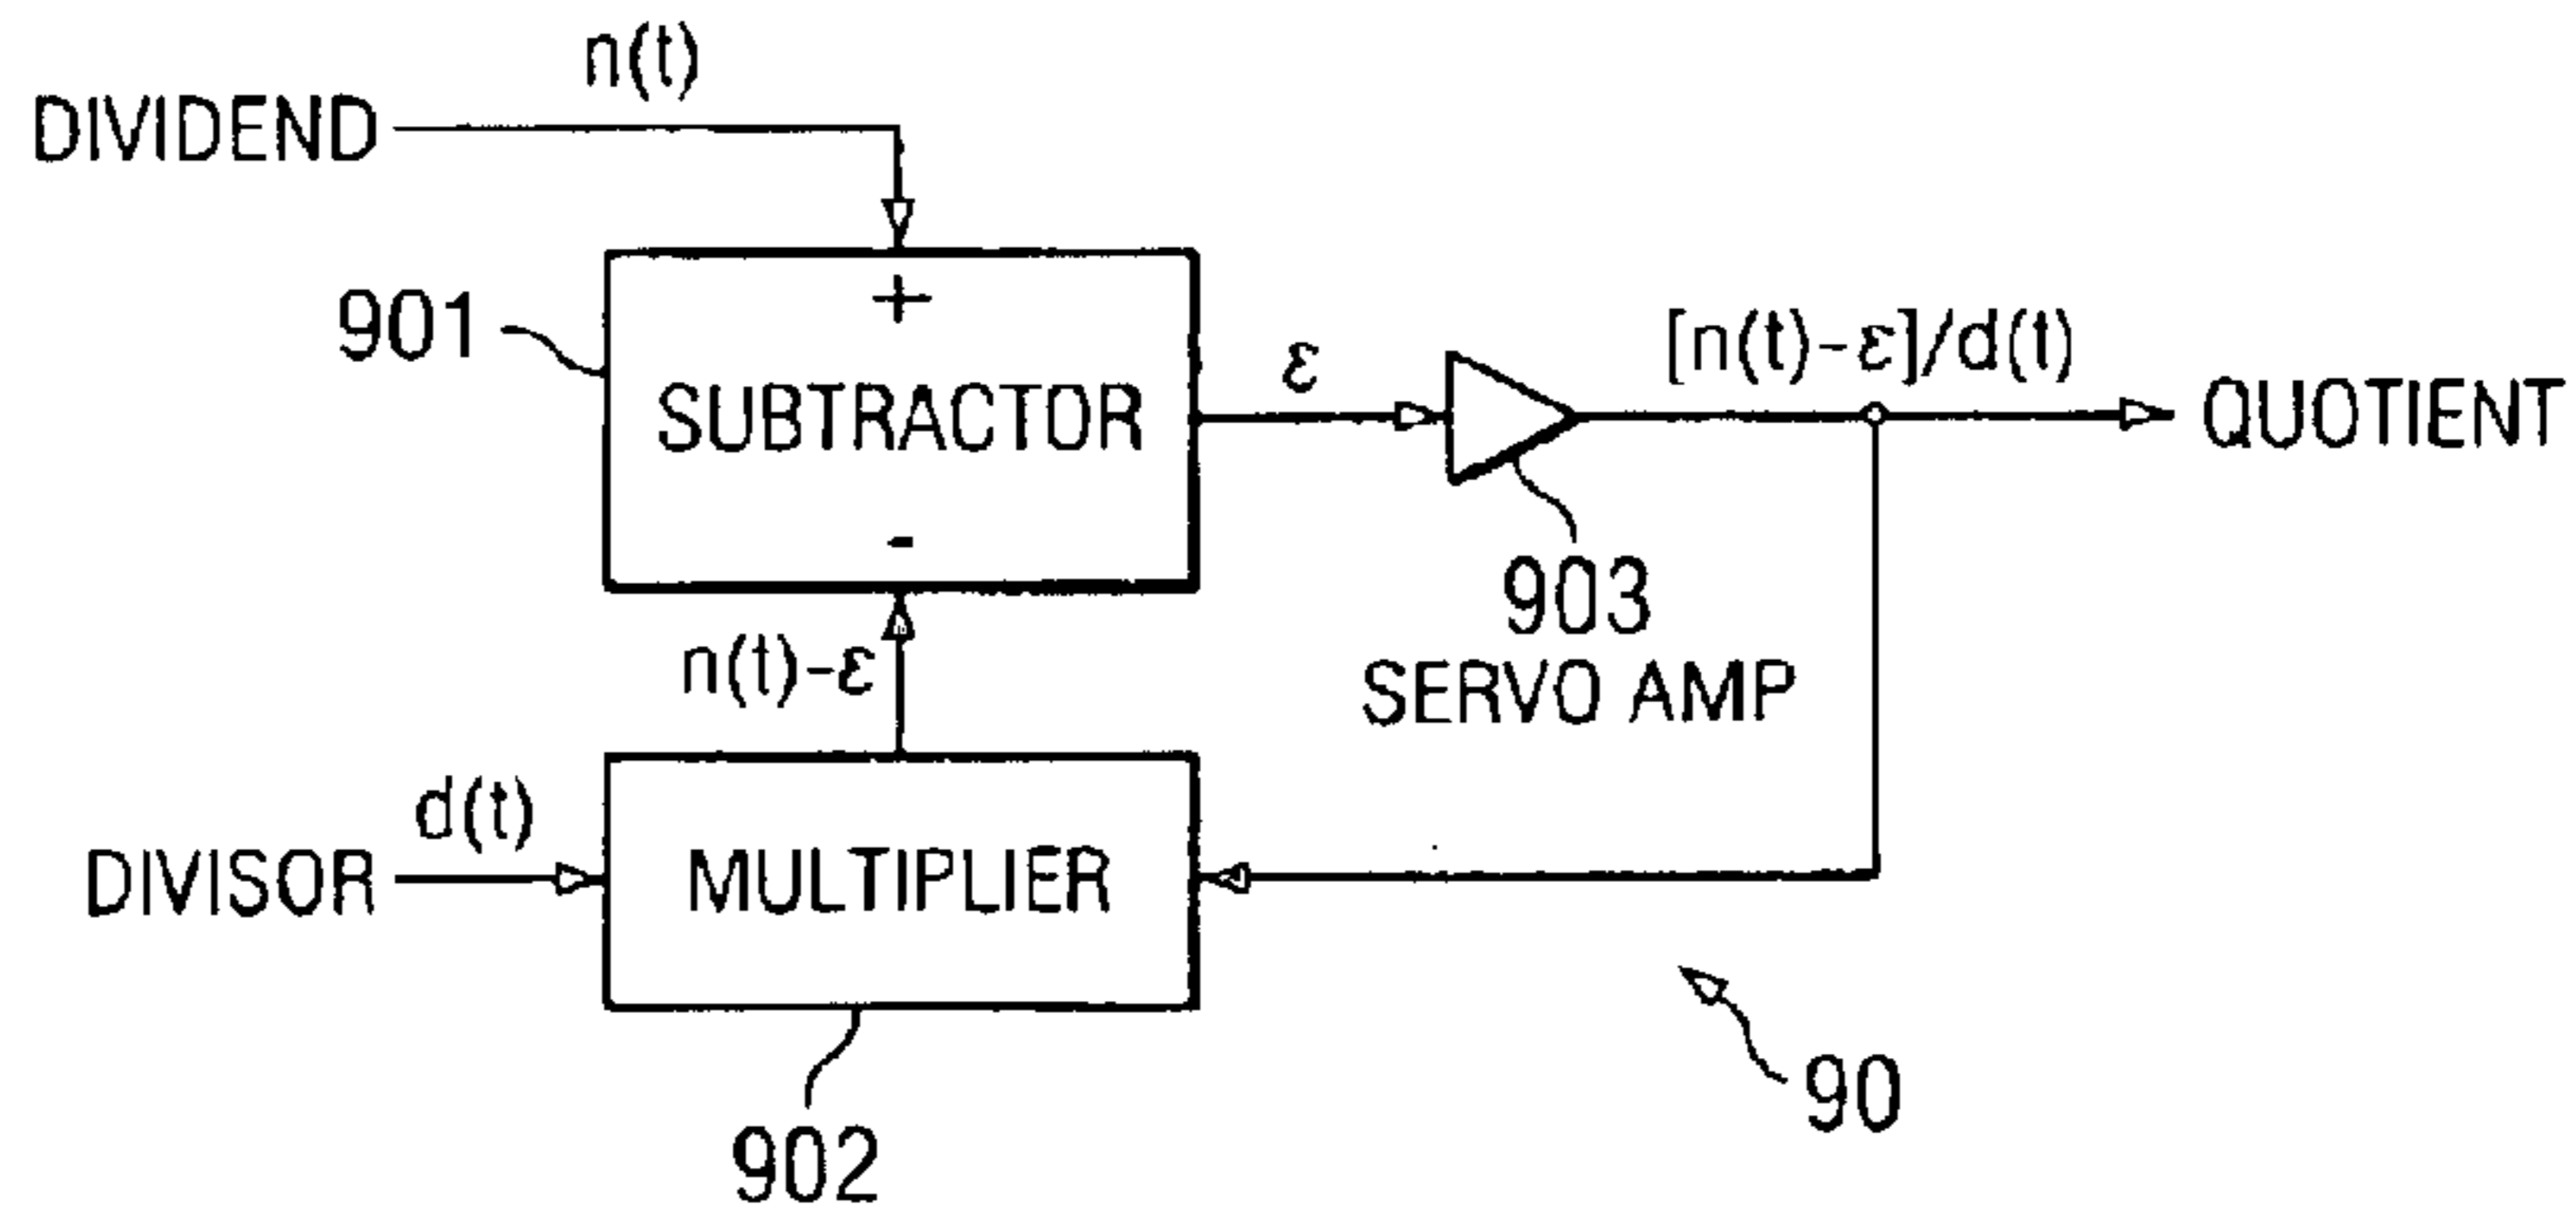 n(t)
DIVIDEND
+
901
SUBTRACTOR
ε
[n(t)-ε]/d(t)
QUOTIENT
-
903
SERVO AMP
n(t)-ε
d(t)
DIVISOR
MULTIPLIER
90
902